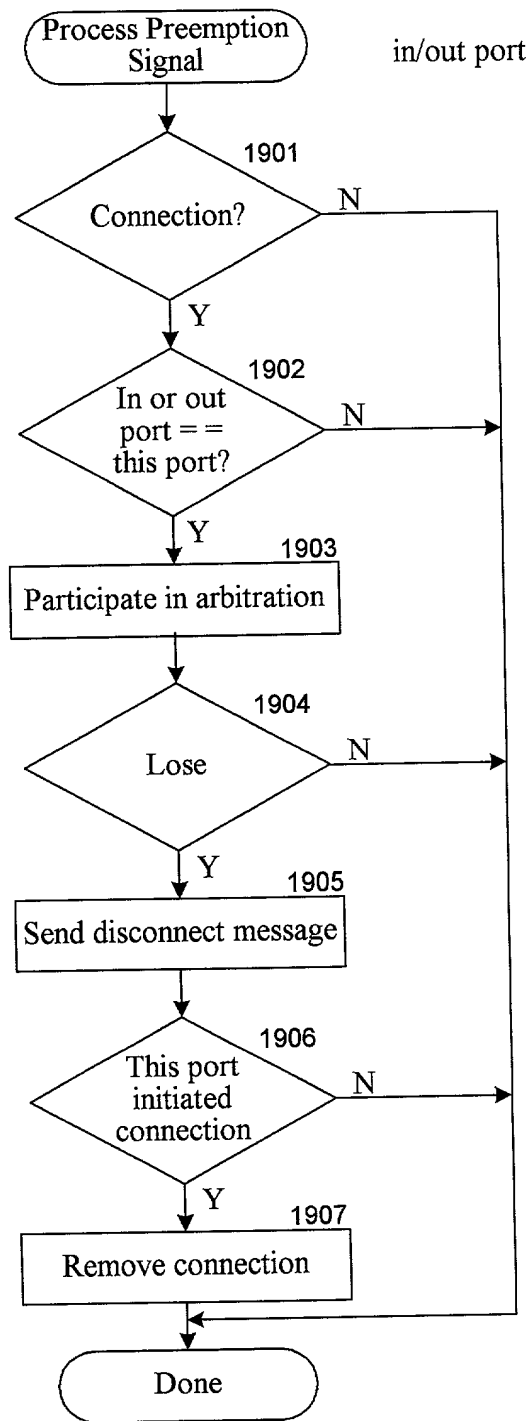 Process Preemption
Signal
in/out port
1901
Connection?
N
Y
1902
In or out
port = =
this port?
N
Y
1903
Participate in arbitration
1904
Lose
N
Y
1905
Send disconnect message
1906
This port
initiated
connection
N
Y
1907
Remove connection
Done